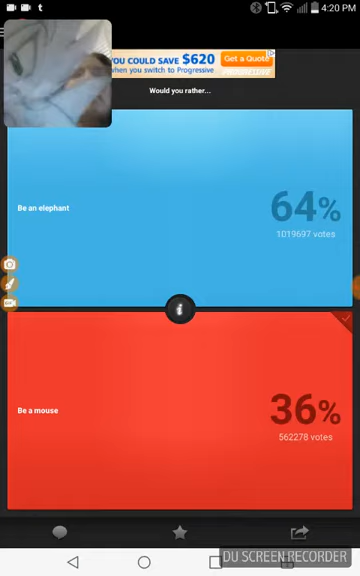 4:20 PM
YOU COULD SAVE $620
when you switch to Progressive
Get a Quote
PROGRESSIVE
Would you rather...
Be an elephant
64%
1019697 votes
i
Be a mouse
36%
562278 votes
DU SCREEN RECORDER